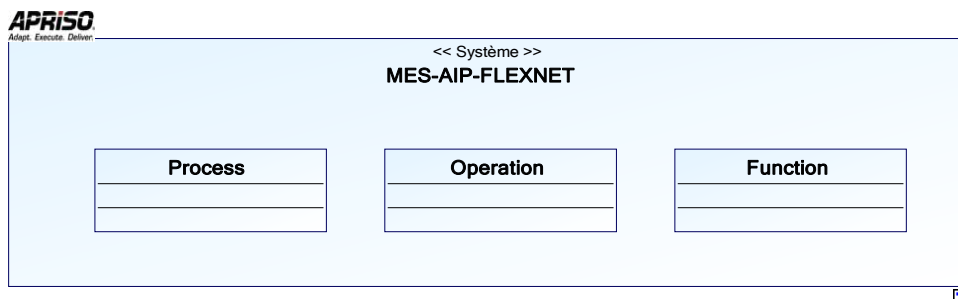 APRISO.
Adapt. Execute. Deliver.
<< Système >>
MES-AIP-FLEXNET
Process
Operation
Function